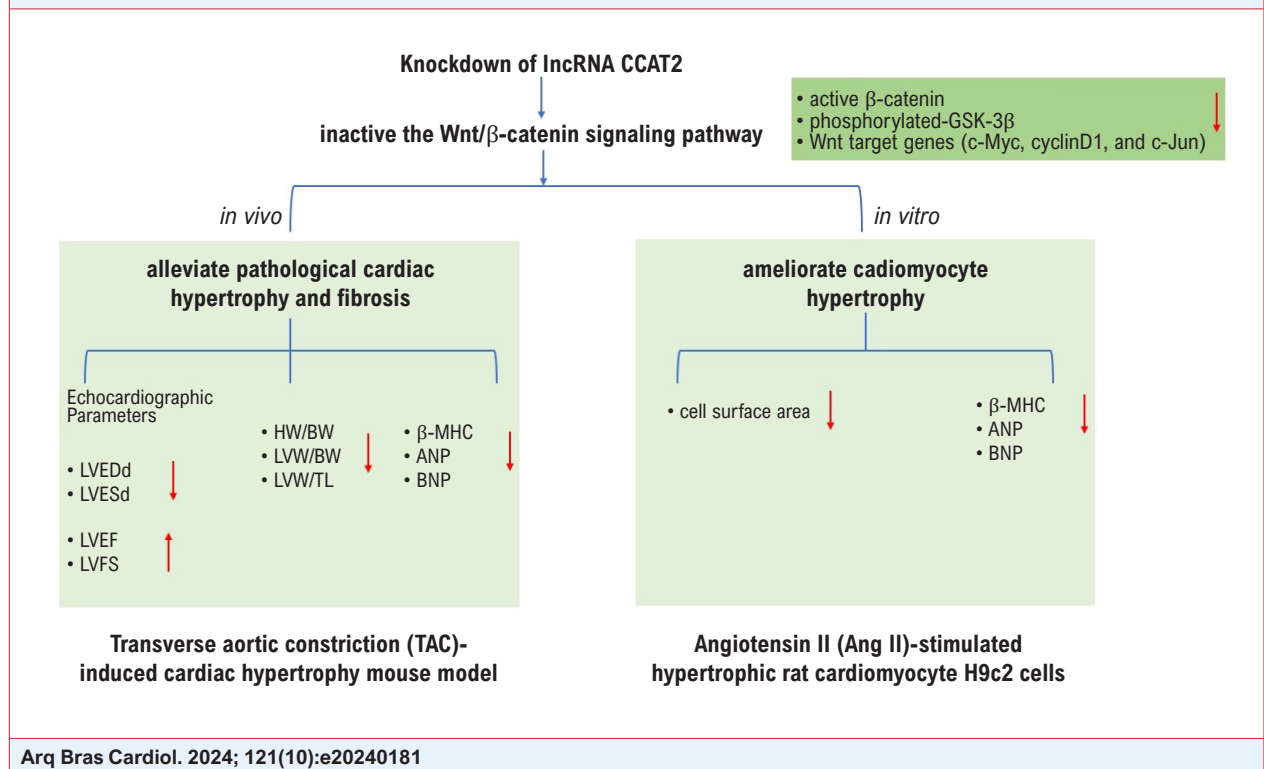 Knockdown of lncRNA CCAT2
inactive the Wnt/β-catenin signaling pathway
• active β-catenin
• phosphorylated-GSK-3β
• Wnt target genes (c-Myc, cyclinD1, and c-Jun)
in vivo
in vitro
alleviate pathological cardiac
hypertrophy and fibrosis
Echocardiographic
Parameters
• LVEDd
• LVESd
• LVEF
• LVFS
• HW/BW
• LVW/BW
• LVW/TL
• β-MHC
• ANP
• BNP
Transverse aortic constriction (TAC)-
induced cardiac hypertrophy mouse model
ameliorate cadiomyocyte
hypertrophy
• cell surface area
• β-MHC
• ANP
• BNP
Angiotensin II (Ang II)-stimulated
hypertrophic rat cardiomyocyte H9c2 cells
Arq Bras Cardiol. 2024; 121(10):e20240181